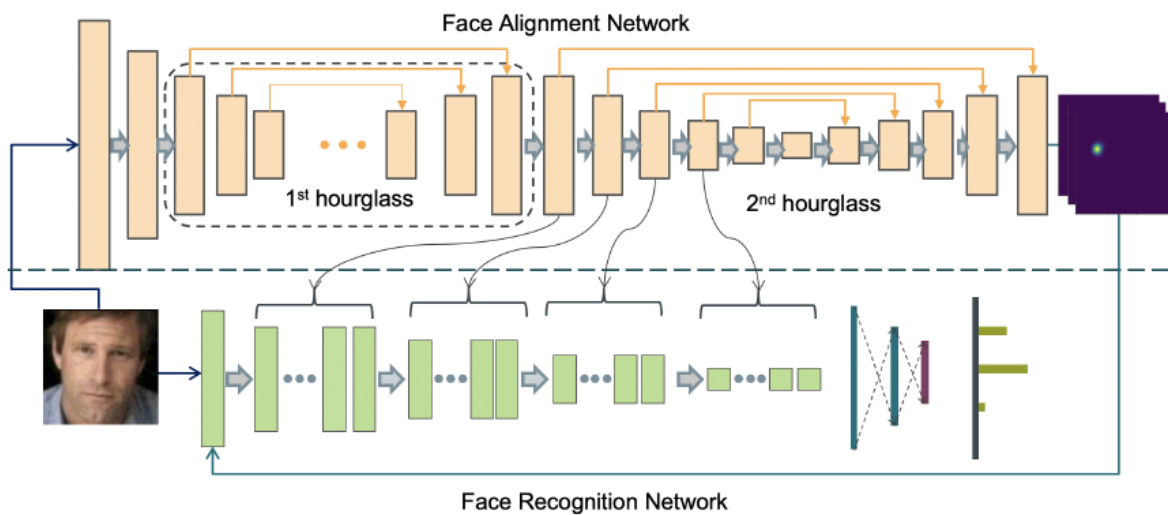 Face Alignment Network
1st hourglass
2nd hourglass
Face Recognition Network